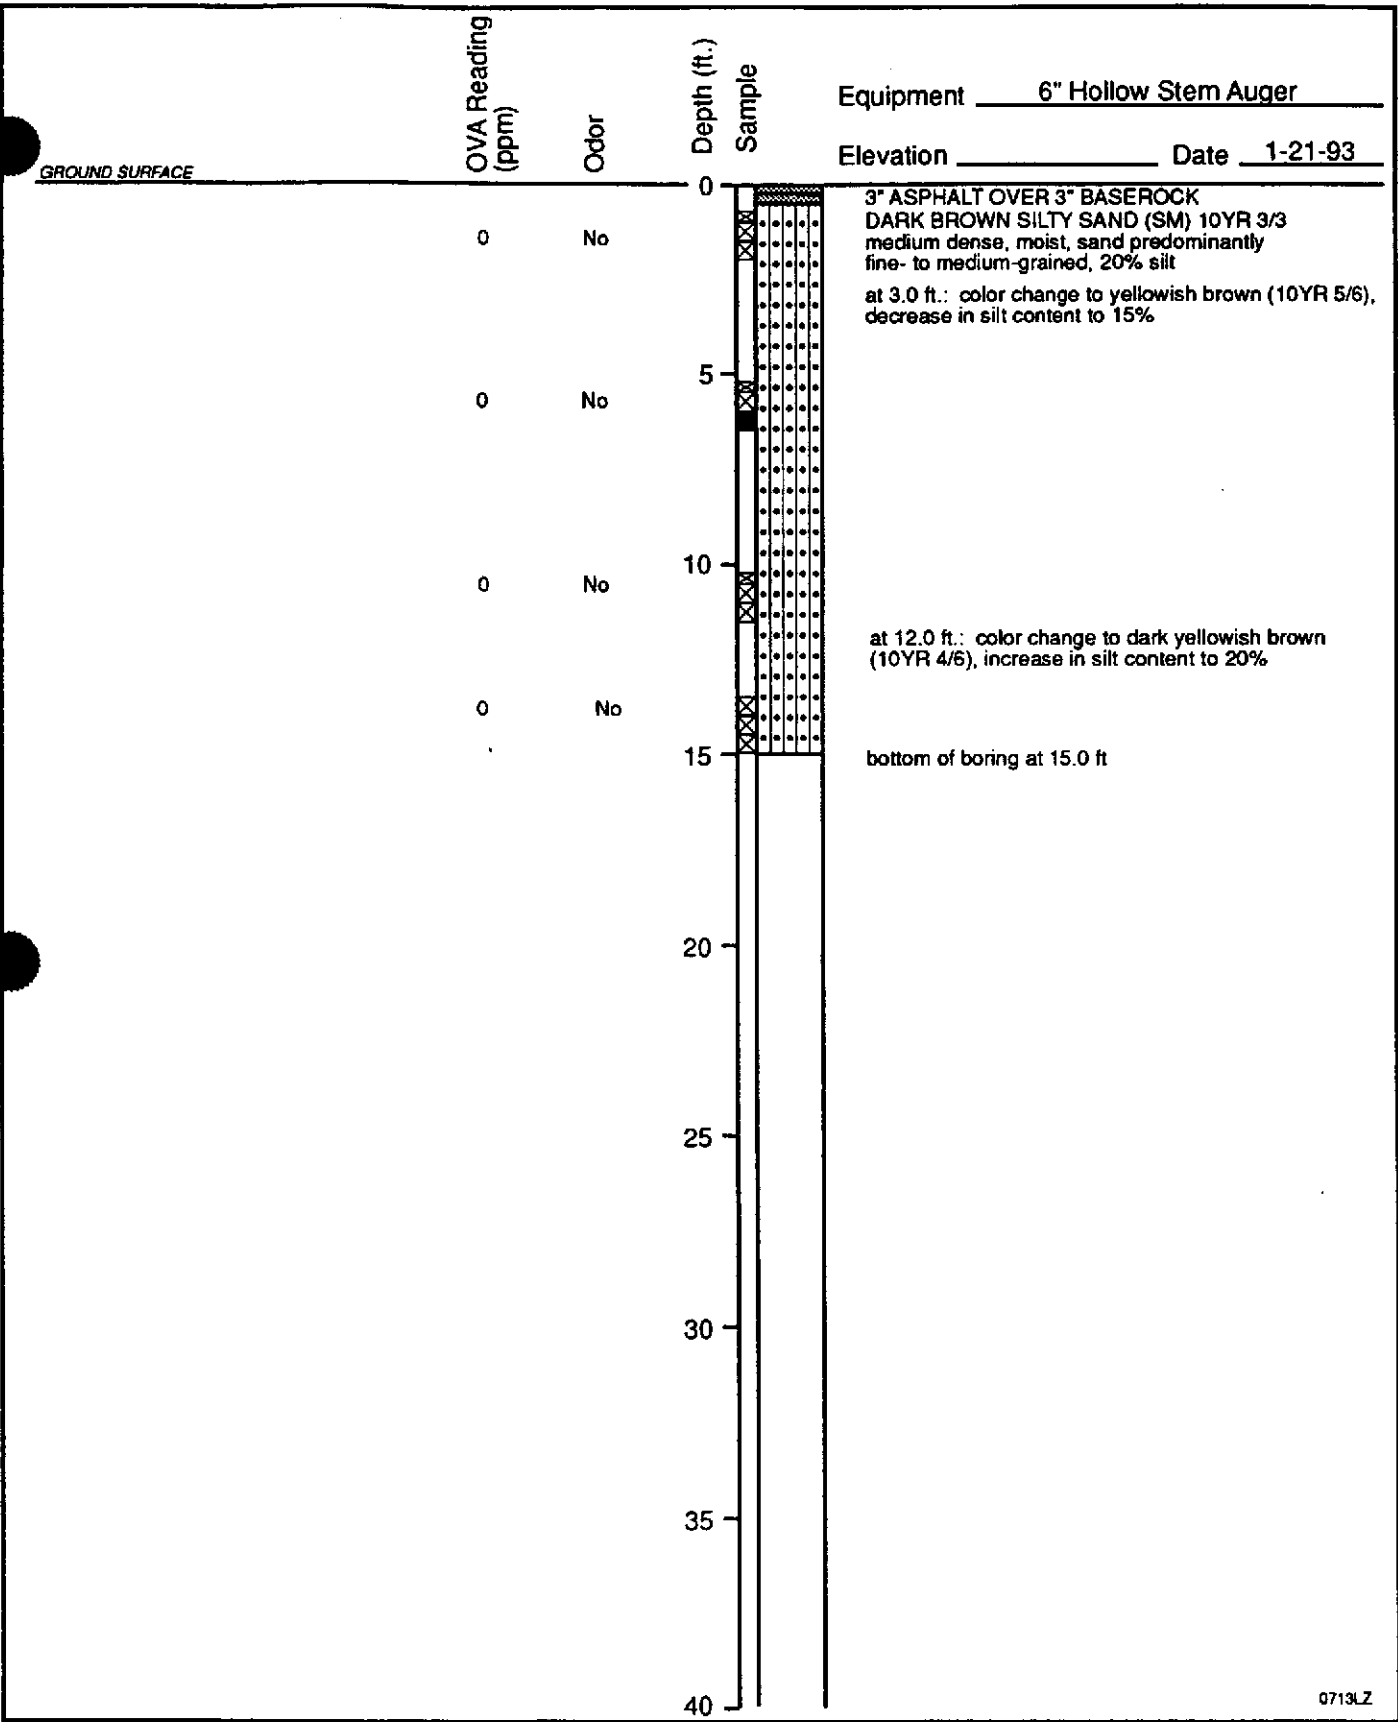 OVA Reading
(ppm)
Odor
Depth (ft.)
Sample
Equipment 6" Hollow Stem Auger
Elevation Date 1-21-93
GROUND SURFACE
0
3" ASPHALT OVER 3" BASEROCK
DARK BROWN SILTY SAND (SM) 10YR 3/3
medium dense, moist, sand predominantly
fine- to medium-grained, 20% silt
0 No
at 3.0 ft.: color change to yellowish brown (10YR 5/6),
decrease in silt content to 15%
5
0 No
10
0 No
at 12.0 ft.: color change to dark yellowish brown
(10YR 4/6), increase in silt content to 20%
0 No
15
bottom of boring at 15.0 ft
20
25
30
35
40
0713LZ